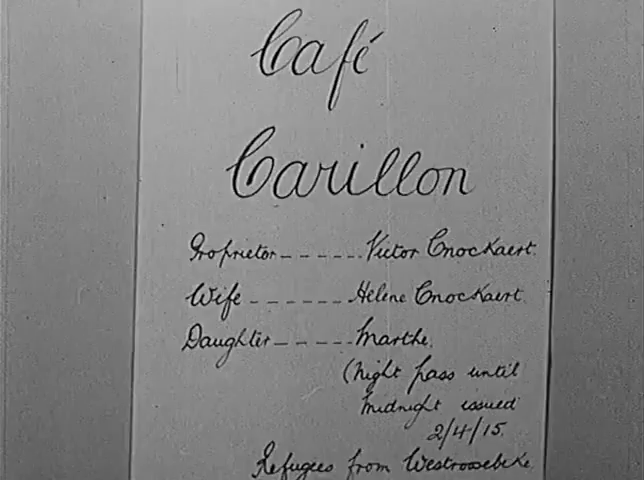 Café
Carillon
Proprietor------Victor Cnockaert.
Wife------Hélène Cnockaert.
Daughter-----Marthe.
(Night pass until
midnight issued
2/4/15.
Refugees from Westroosebeke.